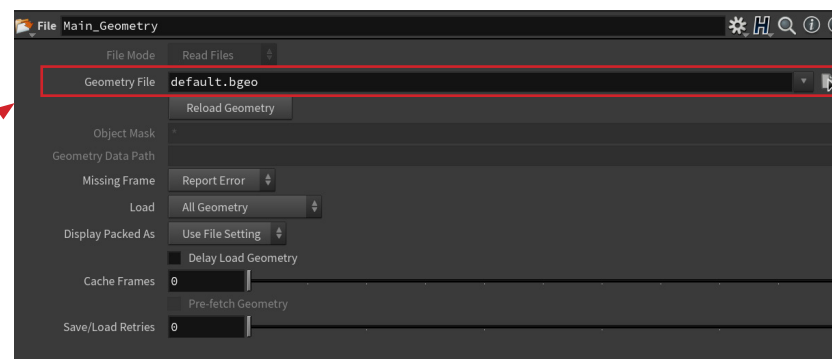 File Main_Geometry
File Mode Read Files
Geometry File default.bgeo
Reload Geometry
Object Mask *
Geometry Data Path
Missing Frame Report Error
Load All Geometry
Display Packed As Use File Setting
Delay Load Geometry
Cache Frames 0
Pre-fetch Geometry
Save/Load Retries 0